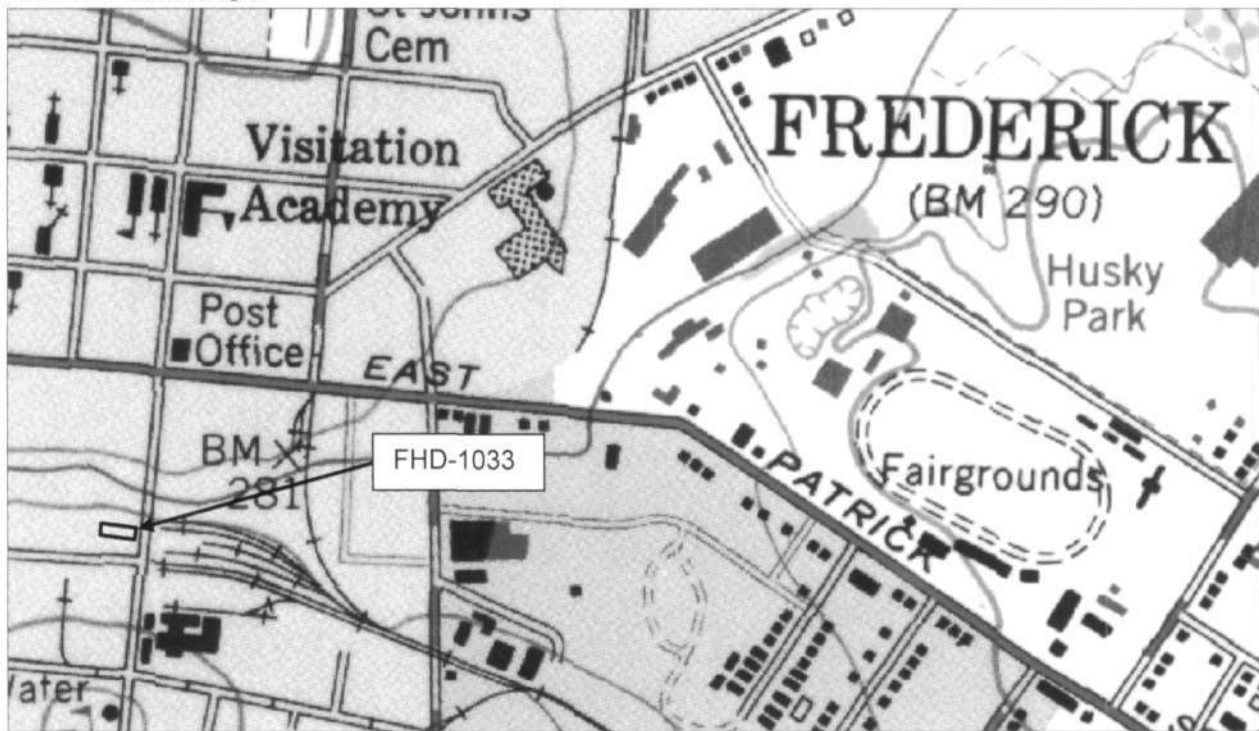 St Johns
Cem
Visitation
Academy
FREDERICK
(BM 290)
Husky
Park
Post
Office
EAST
BM
281
FHD-1033
PATRICK
Fairgrounds
Water